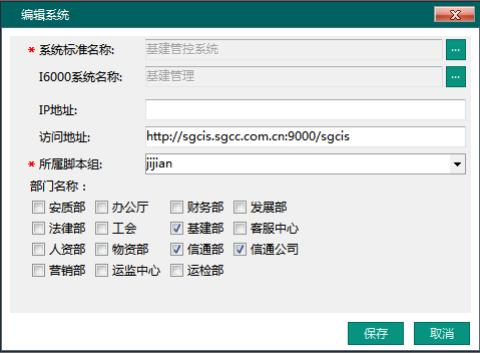 编辑系统
* 系统标准名称: 基建管控系统 ...
I6000系统名称: 基建管理 ...
IP地址:
访问地址: http://sgcis.sgcc.com.cn:9000/sgcis
* 所属脚本组: jijian
部门名称：
安质部 办公厅 财务部 发展部
法律部 工会 基建部 客服中心
人资部 物资部 信通部 信通公司
营销部 运监中心 运检部
保存 取消